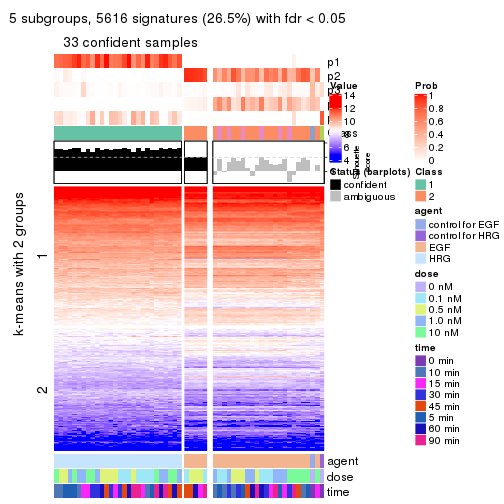 5 subgroups, 5616 signatures (26.5%) with fdr < 0.05
33 confident samples
p1
p2
Value
14
12
10
8
6
4
Prob
1
0.8
0.6
0.4
0.2
0
Silhouette
score
Status (barplots)
confident
ambiguous
Class
1
2
agent
control for EGF
control for HRG
EGF
HRG
dose
0 nM
0.1 nM
0.5 nM
1.0 nM
10 nM
time
0 min
10 min
15 min
30 min
45 min
5 min
60 min
90 min
k-means with 2 groups
1
2
agent
dose
time